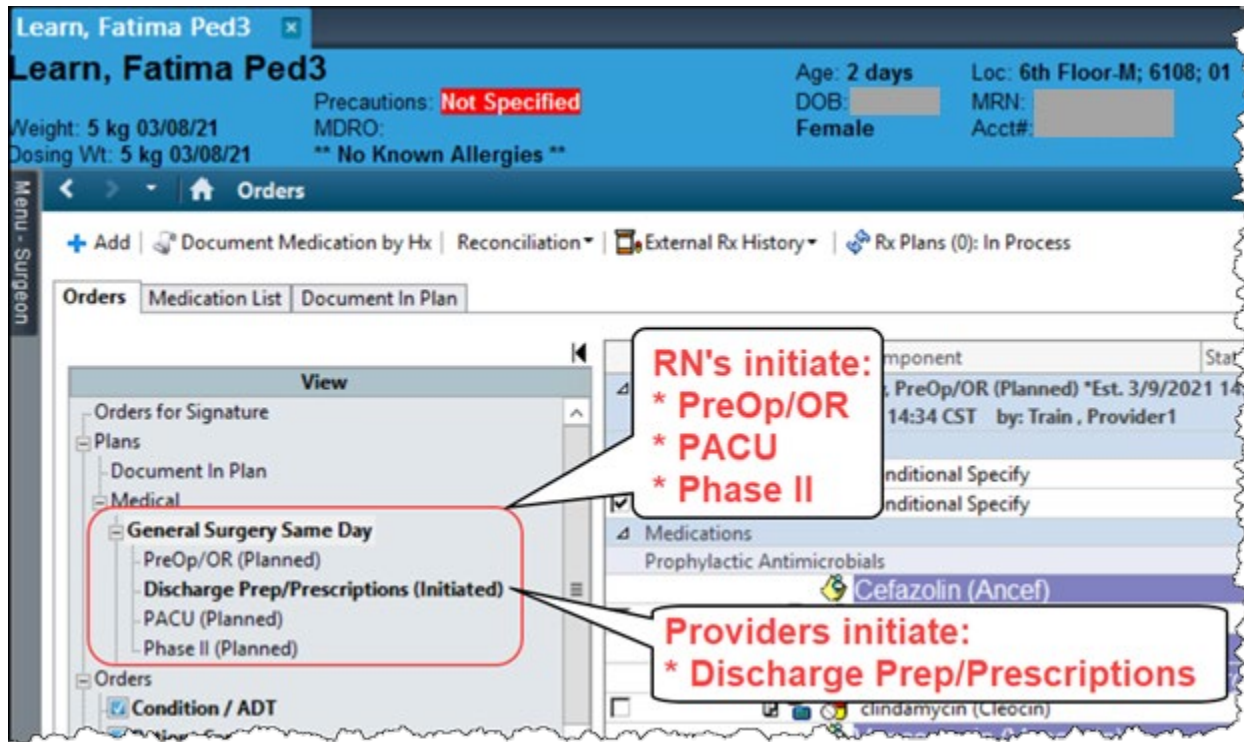 Learn, Fatima Ped3
Learn, Fatima Ped3
Age: 2 days
Loc: 6th Floor-M; 6108; 01
Precautions: Not Specified
DOB:
MRN:
Weight: 5 kg 03/08/21
MDRO:
Female
Acct#:
Dosing Wt: 5 kg 03/08/21
** No Known Allergies **
Menu - Surgeon
Orders
Add
Document Medication by Hx
Reconciliation
External Rx History
Rx Plans (0): In Process
Orders
Medication List
Document In Plan
View
Orders for Signature
Plans
Document In Plan
Medical
General Surgery Same Day
PreOp/OR (Planned)
Discharge Prep/Prescriptions (Initiated)
PACU (Planned)
Phase II (Planned)
Orders
Condition / ADT
RN's initiate:
* PreOp/OR
* PACU
* Phase II
PreOp/OR (Planned) *Est. 3/9/2021
14:34 CST by: Train , Provider1
Specify
Specify
Medications
Prophylactic Antimicrobials
Cefazolin (Ancef)
Providers initiate:
* Discharge Prep/Prescriptions
clindamycin (Cleocin)